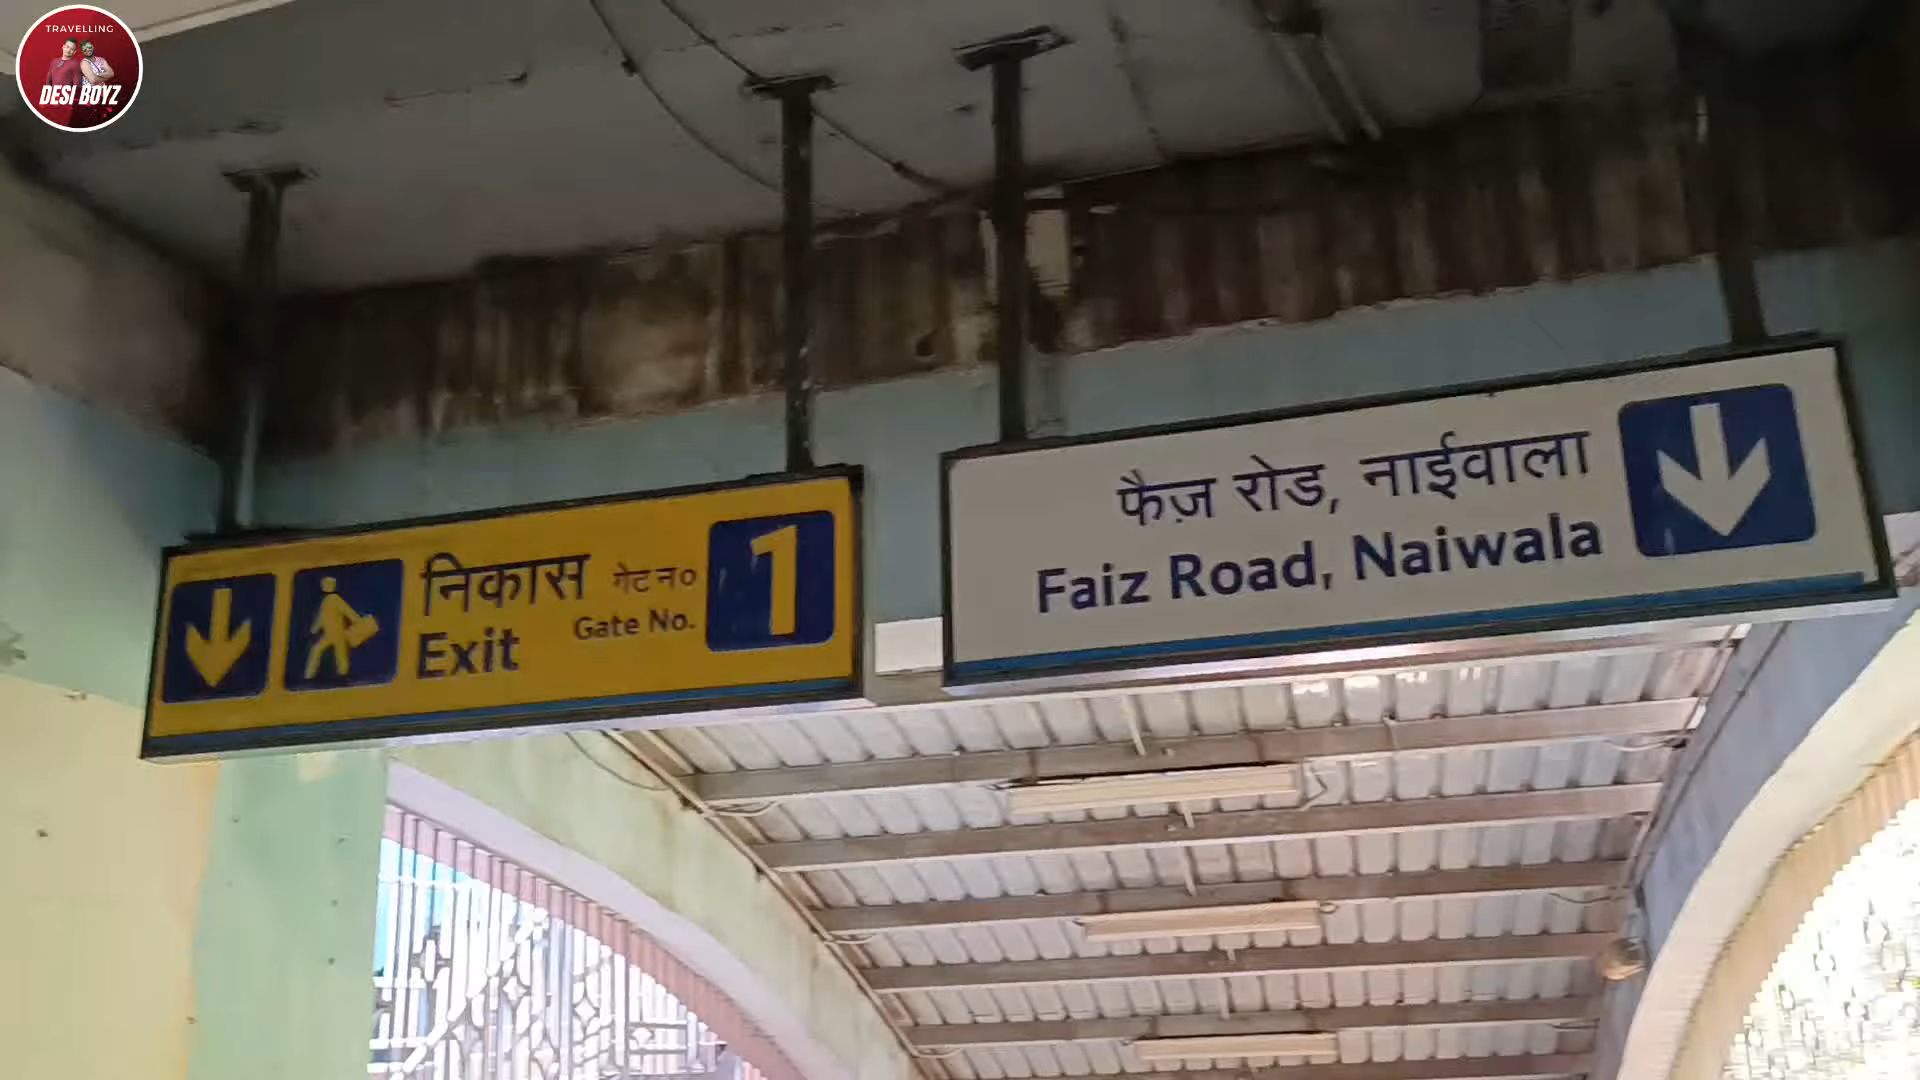 TRAVELLING
DESI BOYZ
निकास गेट न० 1
Exit Gate No.
फैज़ रोड, नाईवाला
Faiz Road, Naiwala